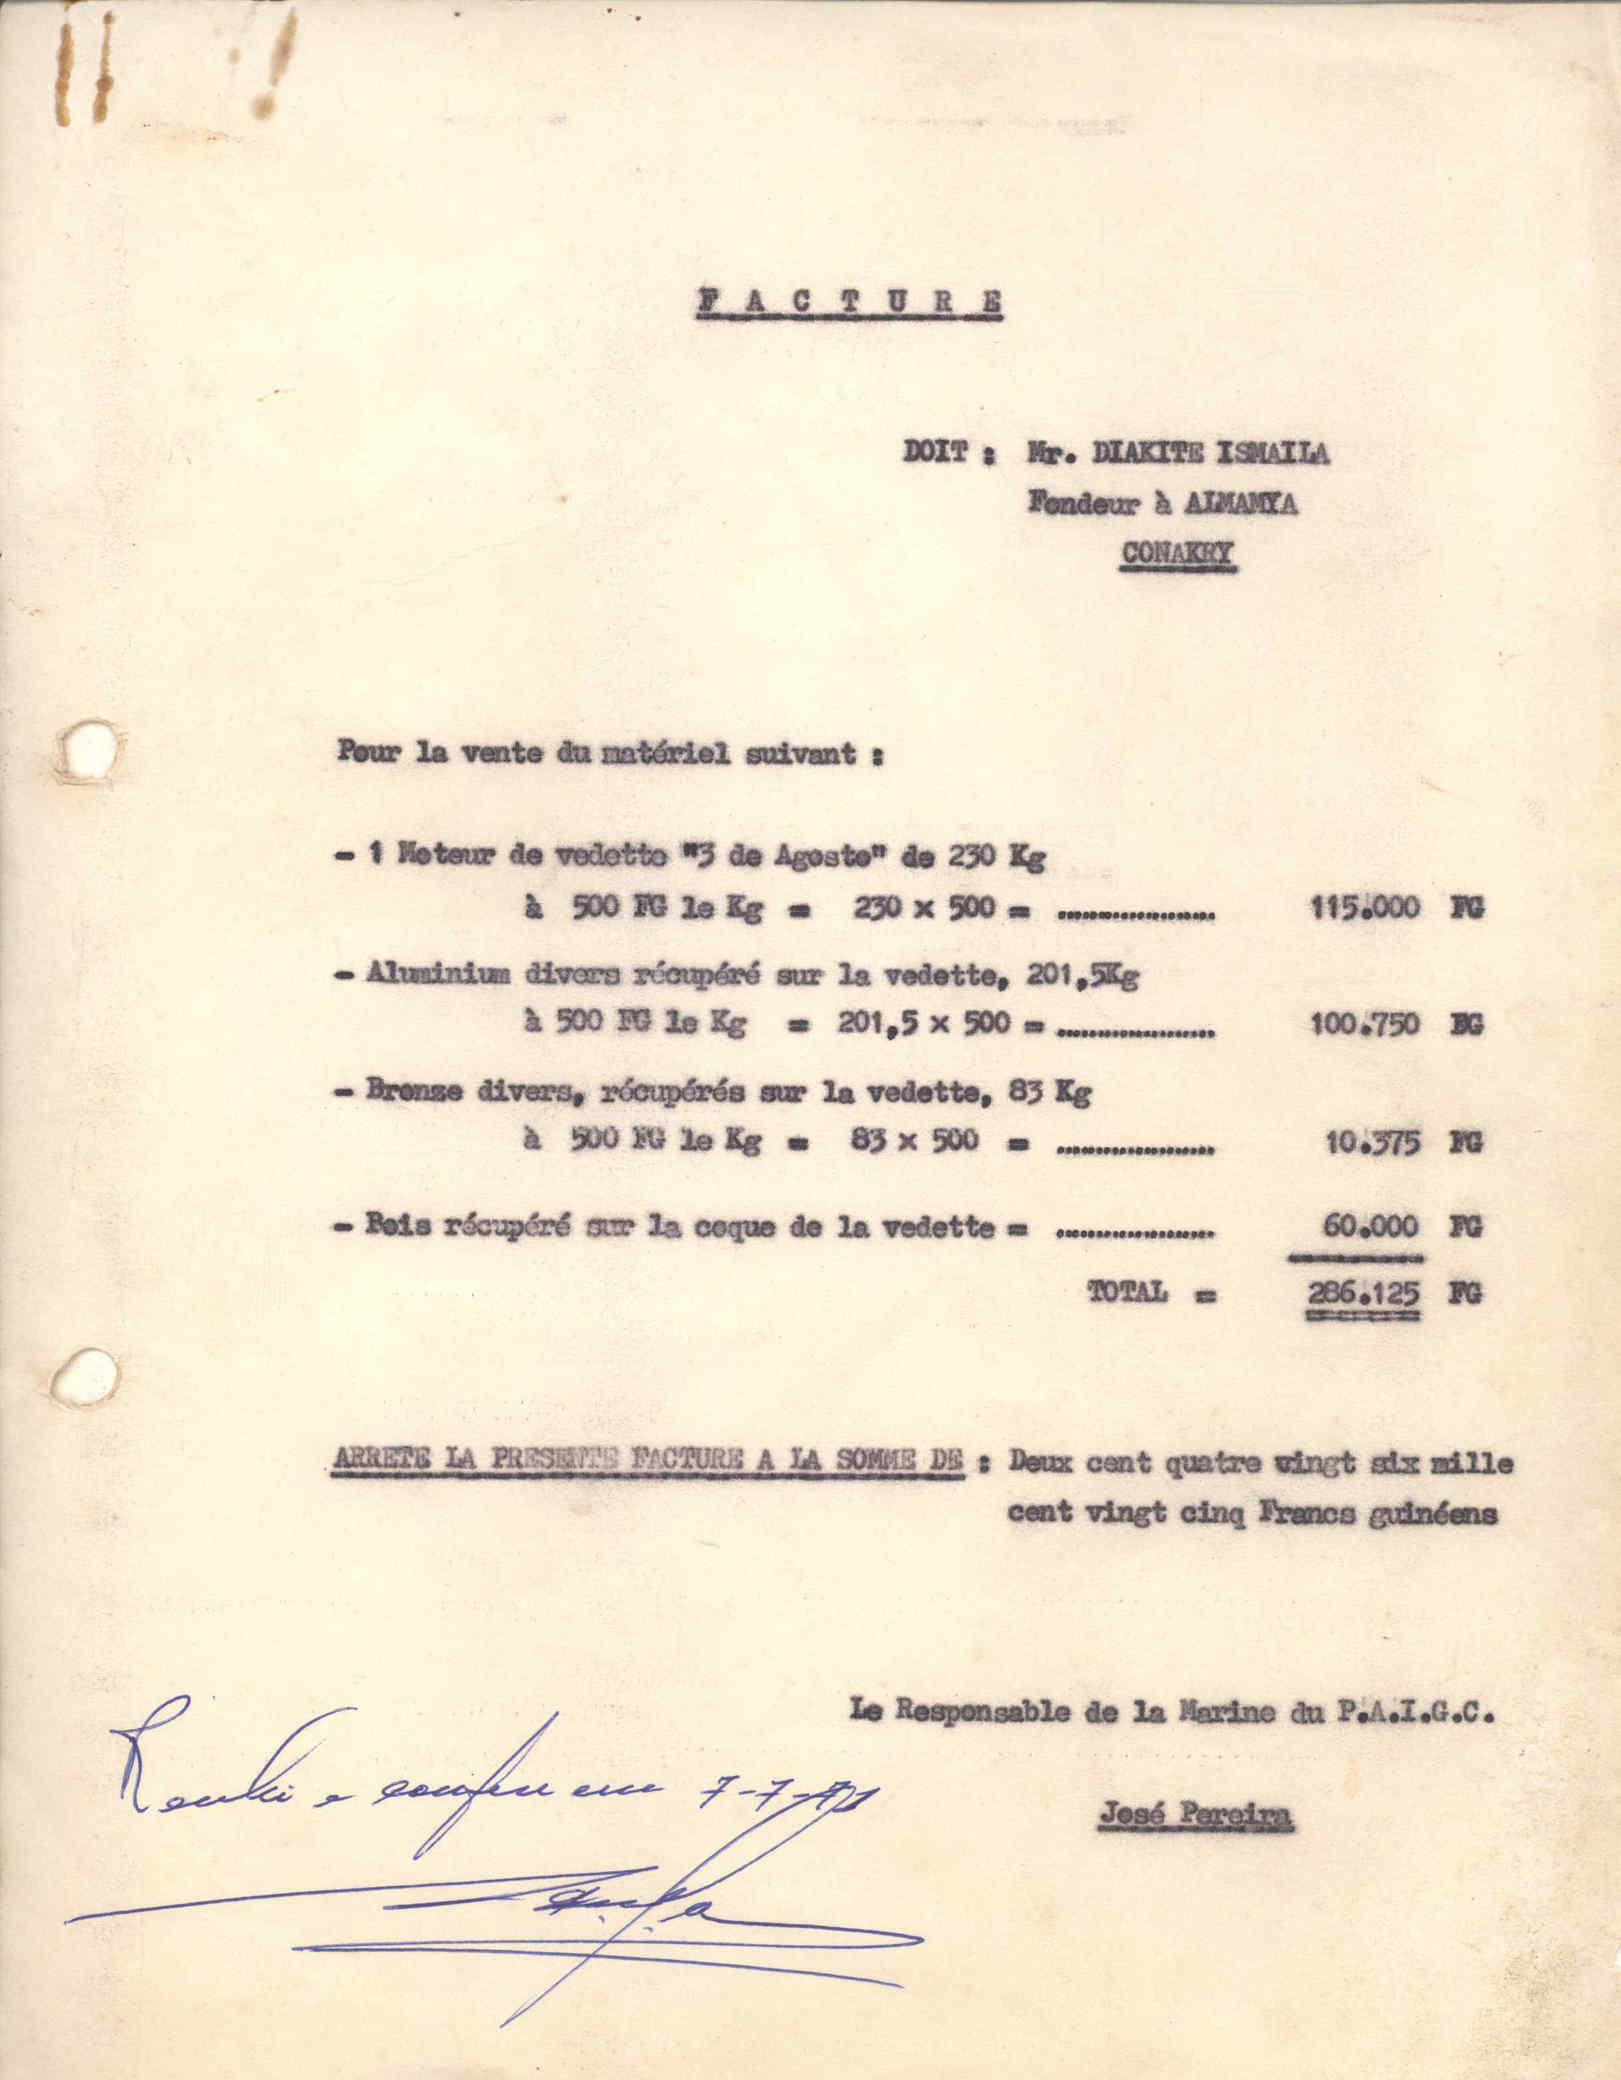 F A C T U R E
DOIT : Mr. DIAKITE ISMAILA
Fondeur à ALMAMYA
CONAKRY
Pour la vente du matériel suivant :
- 1 Moteur de vedette "3 de Agosto" de 230 Kg
à 500 FG le Kg = 230 x 500 = .................... 115.000 FG
- Aluminium divers récupéré sur la vedette, 201,5Kg
à 500 FG le Kg = 201,5 x 500 = .................... 100.750 FG
- Bronze divers, récupérés sur la vedette, 83 Kg
à 500 FG le Kg = 83 x 500 = .................... 10.375 FG
- Bois récupéré sur la coque de la vedette = .................... 60.000 FG
TOTAL = 286.125 FG
ARRETE LA PRESENTE FACTURE A LA SOMME DE : Deux cent quatre vingt six mille
cent vingt cinq Francs guinéens
Le Responsable de la Marine du P.A.I.G.C.
7-7-71
José Pereira